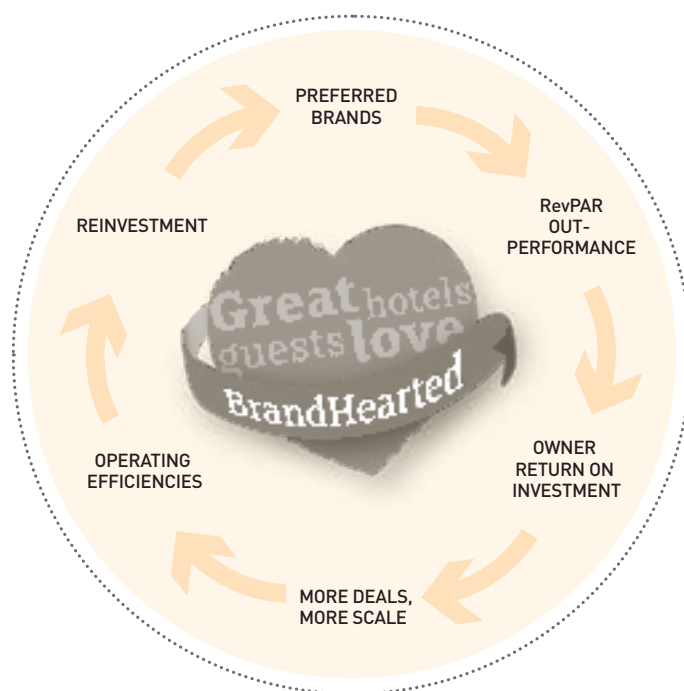 PREFERRED
BRANDS
RevPAR
OUT-
PERFORMANCE
OWNER
RETURN ON
INVESTMENT
MORE DEALS,
MORE SCALE
OPERATING
EFFICIENCIES
REINVESTMENT
Great hotels
guests love
BrandHearted